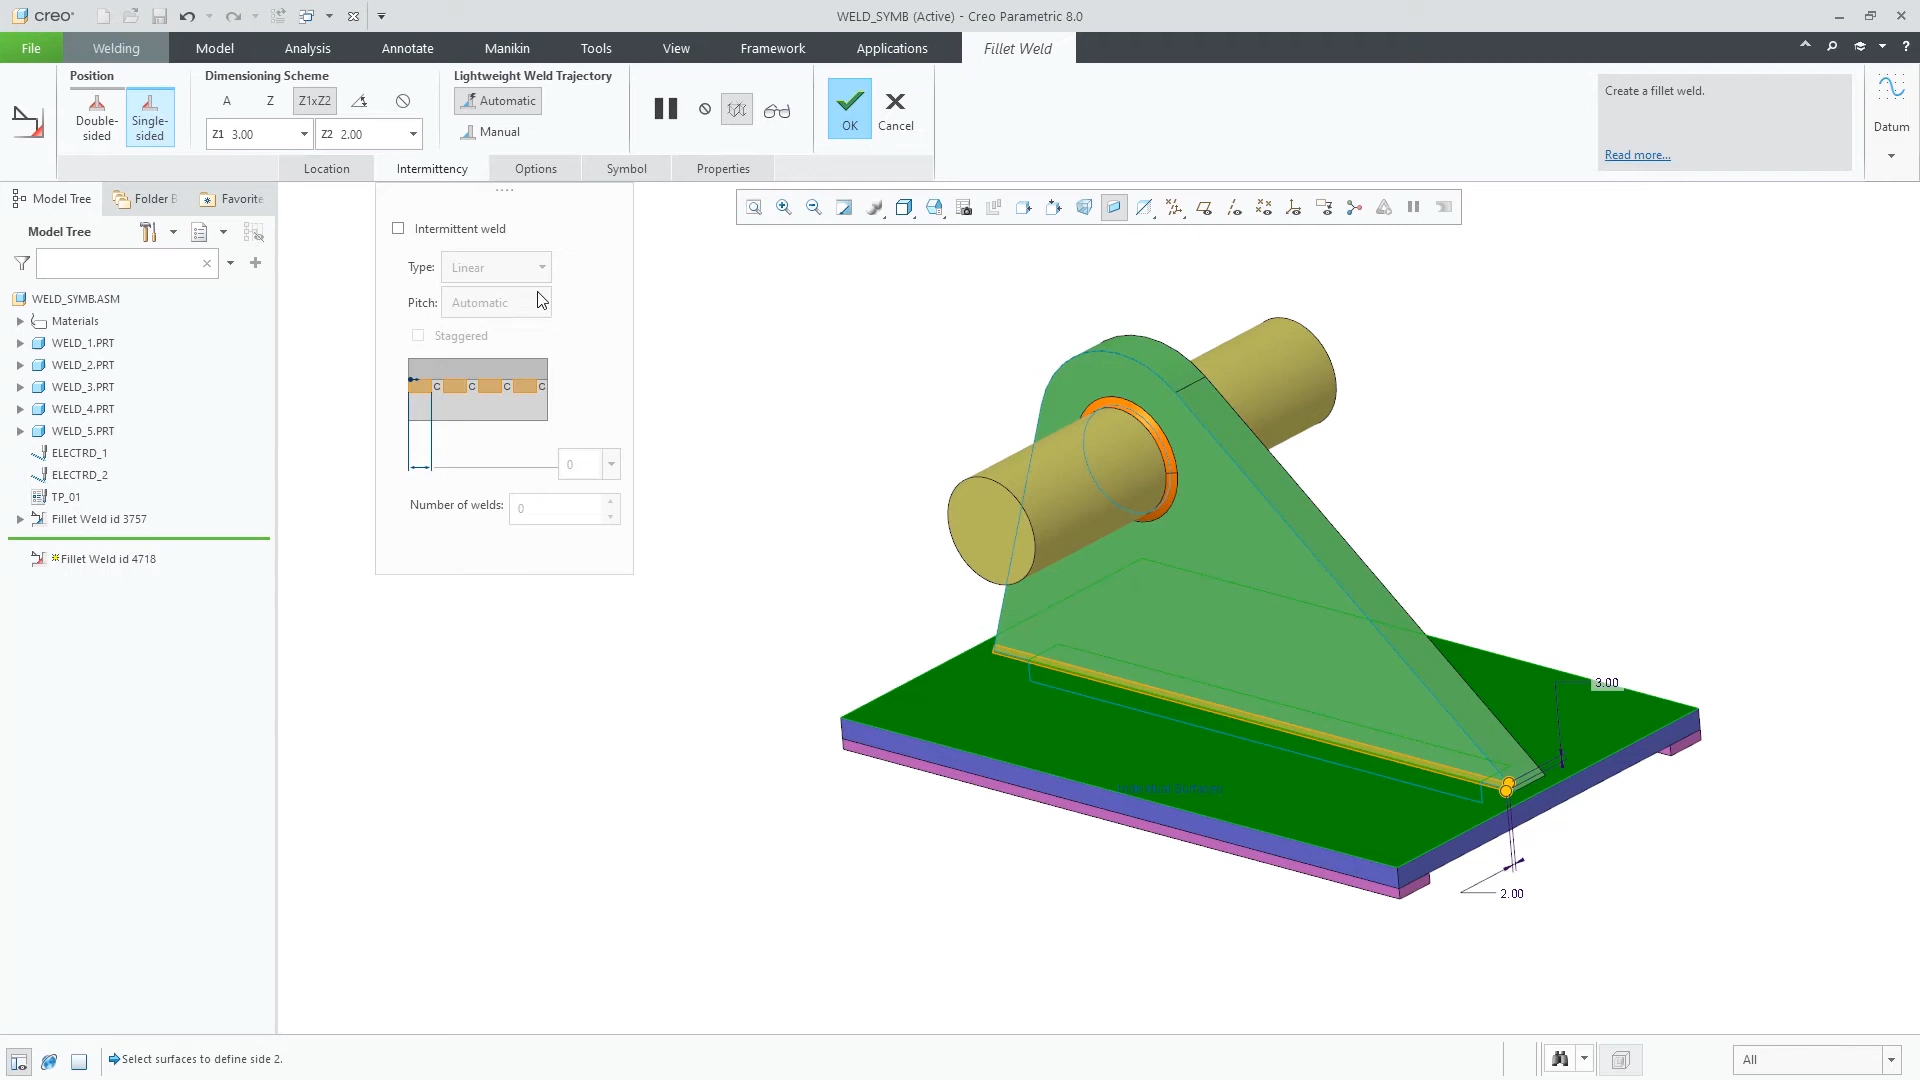 creo
WELD_SYMB (Active) - Creo Parametric 8.0
File
Welding
Model
Analysis
Annotate
Manikin
Tools
View
Framework
Applications
Fillet Weld
Position
Double-
sided
Single-
sided
Dimensioning Scheme
A
Z
Z1xZ2
Z1 3.00
Z2 2.00
Lightweight Weld Trajectory
Automatic
Manual
OK
Cancel
Create a fillet weld.
Read more...
Datum
Location
Intermittency
Options
Symbol
Properties
Model Tree
Folder B
Favorite
Model Tree
WELD_SYMB.ASM
Materials
WELD_1.PRT
WELD_2.PRT
WELD_3.PRT
WELD_4.PRT
WELD_5.PRT
ELECTRD_1
ELECTRD_2
TP_01
Fillet Weld id 3757
Fillet Weld id 4718
Intermittent weld
Type: Linear
Pitch: Automatic
Staggered
C C C C
0
Number of welds: 0
3.00
2.00
Select surfaces to define side 2.
All